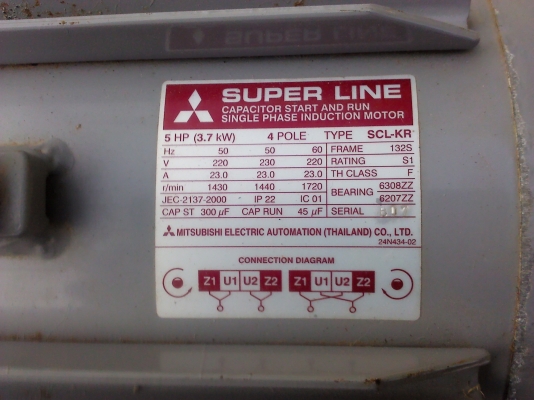 SUPER LINE
CAPACITOR START AND RUN
SINGLE PHASE INDUCTION MOTOR
5 HP (3.7 kW) 4 POLE TYPE SCL-KR
Hz 50 50 60 FRAME 132S
V 220 230 220 RATING S1
A 23.0 23.0 23.0 TH CLASS F
r/min 1430 1440 1720 BEARING 6308ZZ
JEC-2137-2000 IP 22 IC 01 6207ZZ
CAP ST 300 µF CAP RUN 45 µF SERIAL
MITSUBISHI ELECTRIC AUTOMATION (THAILAND) CO., LTD.
24N434-02
CONNECTION DIAGRAM
Z1 U1 U2 Z2 Z1 U1 U2 Z2